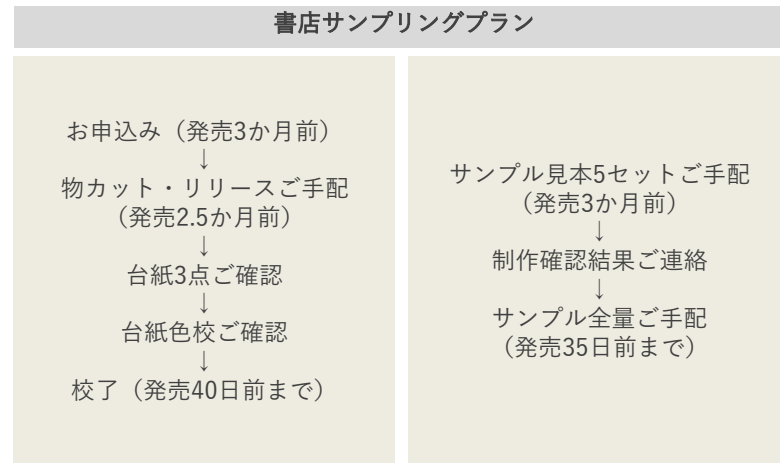 書店サンプリングプラン
お申込み（発売3か月前）
↓
物カット・リリースご手配
（発売2.5か月前）
↓
台紙3点ご確認
↓
台紙色校ご確認
↓
校了（発売40日前まで）
サンプル見本5セットご手配
（発売3か月前）
↓
制作確認結果ご連絡
↓
サンプル全量ご手配
（発売35日前まで）